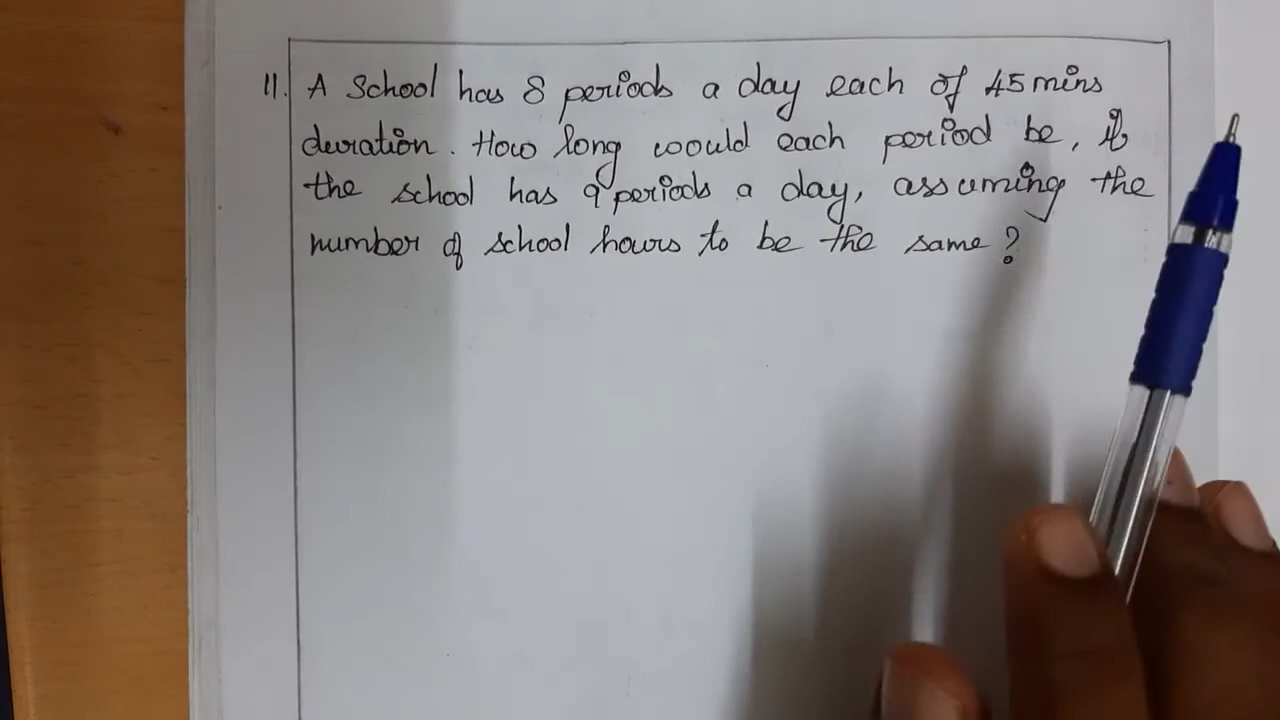 11. A School has 8 periods a day each of 45 mins
duration. How long would each period be, if
the school has 9 periods a day, assuming the
number of school hours to be the same?